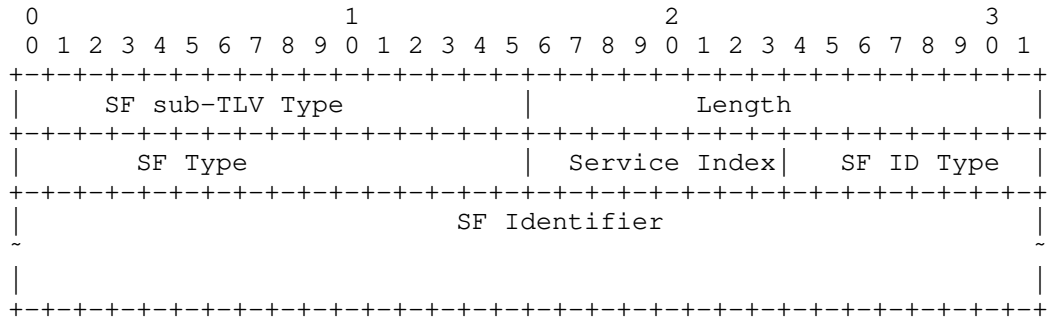 0                   1                   2                   3
 0 1 2 3 4 5 6 7 8 9 0 1 2 3 4 5 6 7 8 9 0 1 2 3 4 5 6 7 8 9 0 1
+-+-+-+-+-+-+-+-+-+-+-+-+-+-+-+-+-+-+-+-+-+-+-+-+-+-+-+-+-+-+-+-+
|     SF sub-TLV Type           |          Length               |
+-+-+-+-+-+-+-+-+-+-+-+-+-+-+-+-+-+-+-+-+-+-+-+-+-+-+-+-+-+-+-+-+
|       SF Type                 |  Service Index|   SF ID Type  |
+-+-+-+-+-+-+-+-+-+-+-+-+-+-+-+-+-+-+-+-+-+-+-+-+-+-+-+-+-+-+-+-+
|                           SF Identifier                       |
~                                                               ~
|                                                               |
+-+-+-+-+-+-+-+-+-+-+-+-+-+-+-+-+-+-+-+-+-+-+-+-+-+-+-+-+-+-+-+-+